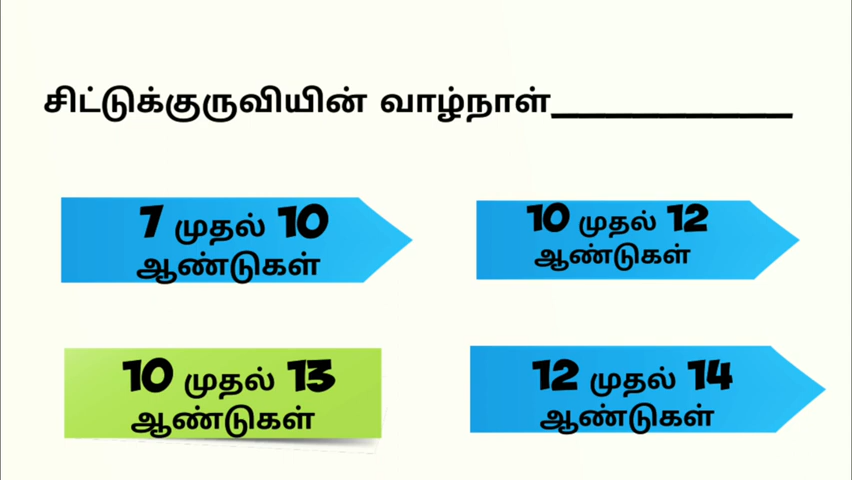 சிட்டுக்குருவியின் வாழ்நாள்__________
7 முதல் 10
ஆண்டுகள்
10 முதல் 12
ஆண்டுகள்
10 முதல் 13
ஆண்டுகள்
12 முதல் 14
ஆண்டுகள்